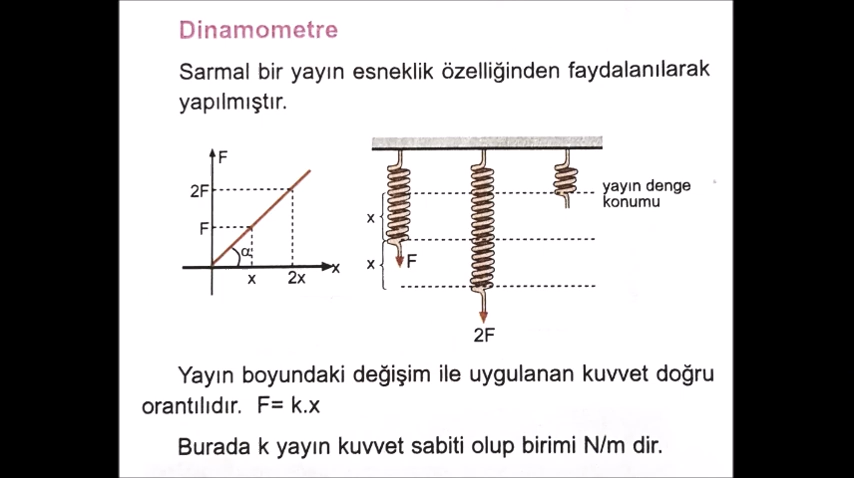 Dinamometre
Sarmal bir yayın esneklik özelliğinden faydalanılarak
yapılmıştır.
F
2F
F
α
x
2x
x
x
x
F
2F
yayın denge
konumu
Yayın boyundaki değişim ile uygulanan kuvvet doğru
orantılıdır. F= k.x
Burada k yayın kuvvet sabiti olup birimi N/m dir.